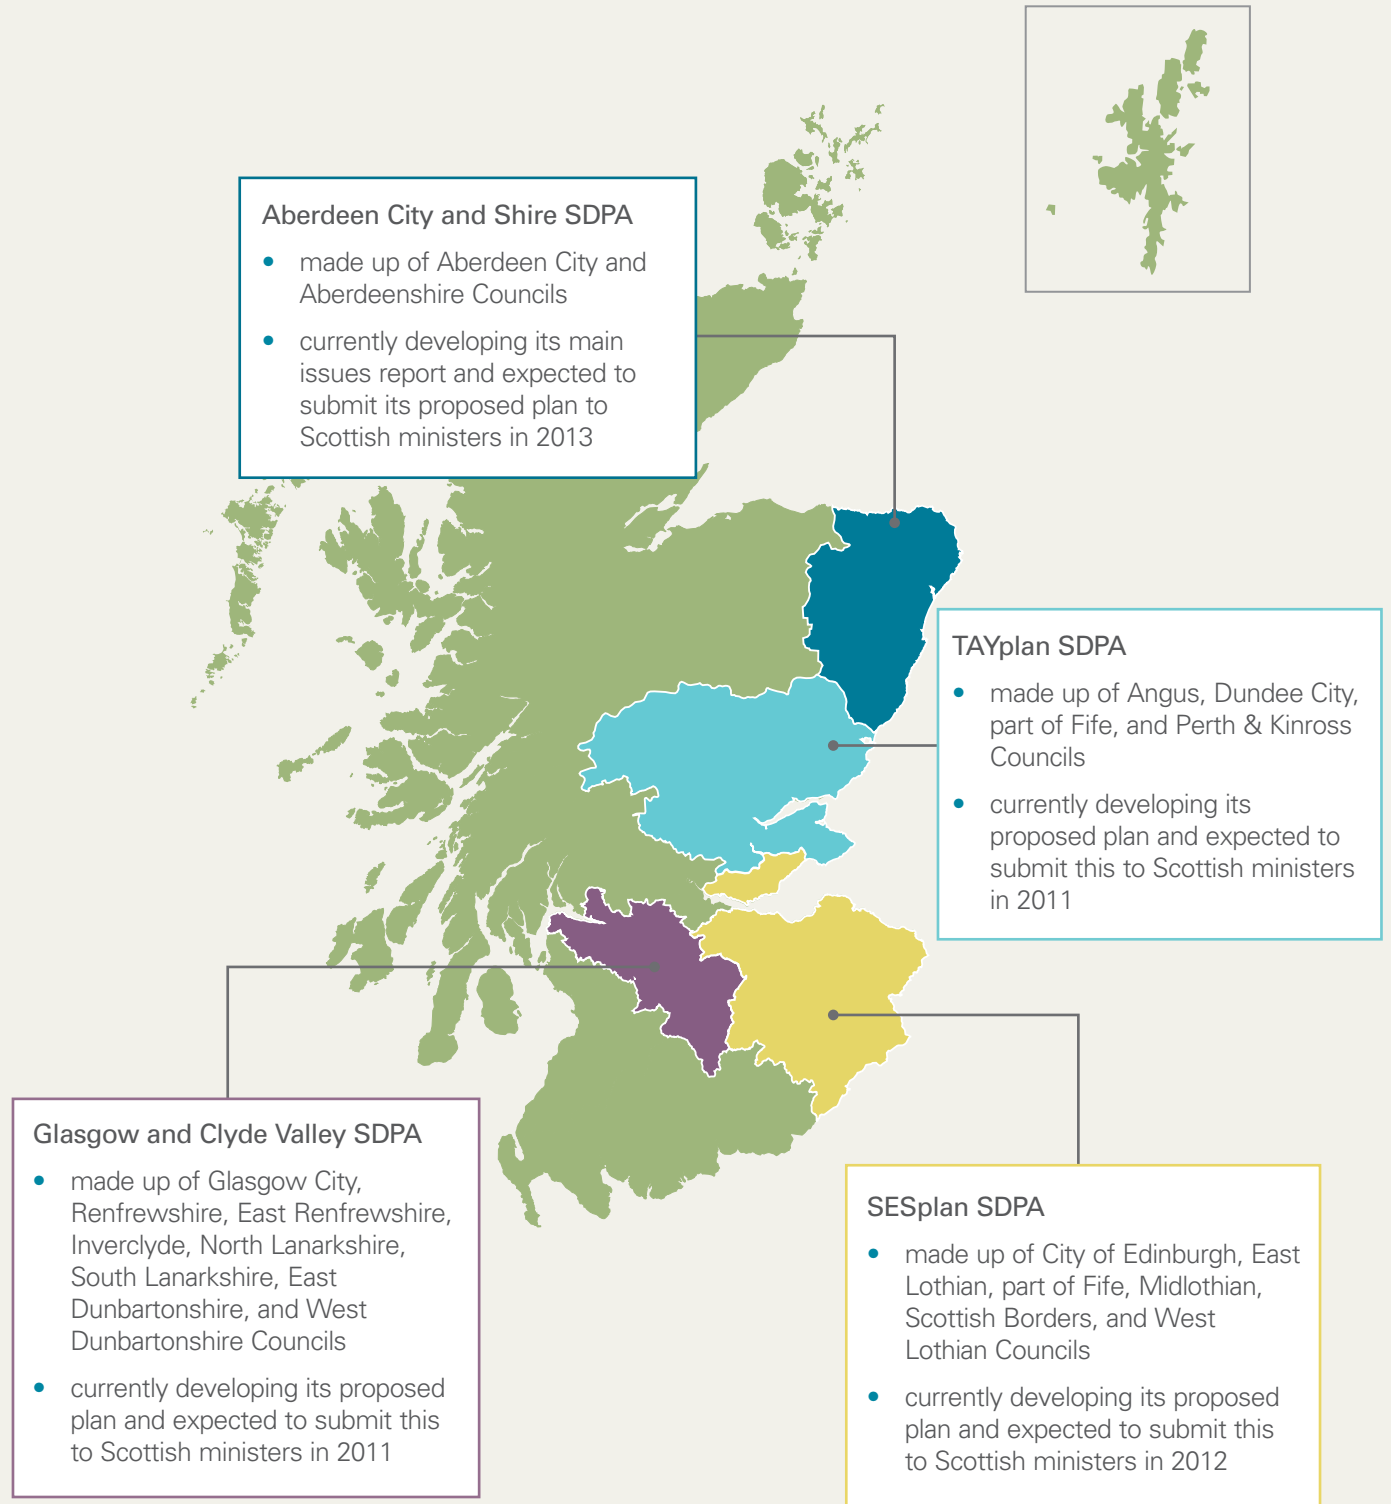 Aberdeen City and Shire SDPA
• made up of Aberdeen City and
Aberdeenshire Councils
• currently developing its main
issues report and expected to
submit its proposed plan to
Scottish ministers in 2013
TAYplan SDPA
• made up of Angus, Dundee City,
part of Fife, and Perth & Kinross
Councils
• currently developing its
proposed plan and expected to
submit this to Scottish ministers
in 2011
Glasgow and Clyde Valley SDPA
• made up of Glasgow City,
Renfrewshire, East Renfrewshire,
Inverclyde, North Lanarkshire,
South Lanarkshire, East
Dunbartonshire, and West
Dunbartonshire Councils
• currently developing its proposed
plan and expected to submit this
to Scottish ministers in 2011
SESplan SDPA
• made up of City of Edinburgh, East
Lothian, part of Fife, Midlothian,
Scottish Borders, and West
Lothian Councils
• currently developing its proposed
plan and expected to submit this
to Scottish ministers in 2012